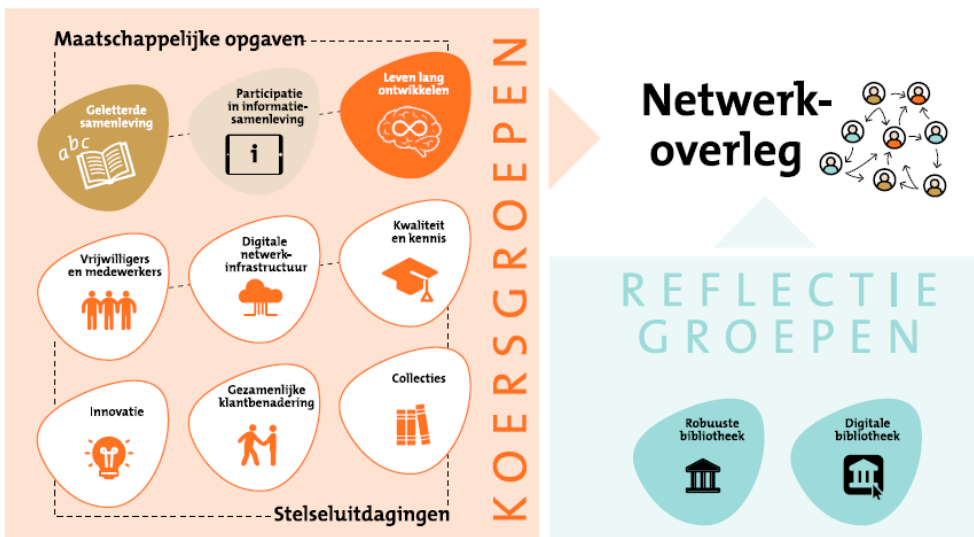 Maatschappelijke opgaven
Geletterde
samenleving
abc
Participatie
in informatie-
samenleving
i
Leven lang
ontwikkelen
Vrijwilligers
en medewerkers
Digitale
netwerk-
infrastructuur
Kwaliteit
en kennis
Innovatie
Gezamenlijke
klantbenadering
Collecties
Stelseluitdagingen
KOERSGROEPEN
Netwerk-
overleg
REFLECTIE
GROEPEN
Robuuste
bibliotheek
Digitale
bibliotheek